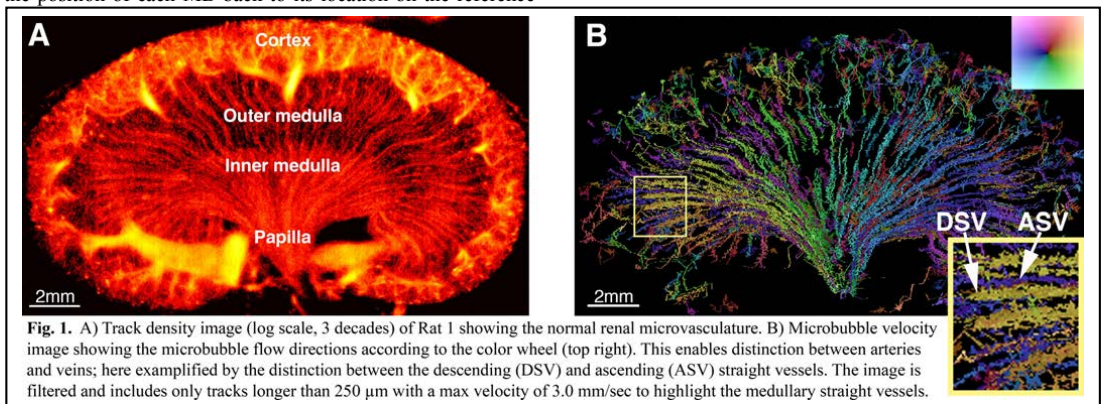 the position of each MB back to its location on the reference
A
Cortex
Outer medulla
Inner medulla
Papilla
2mm
B
DSV
ASV
2mm
Fig. 1. A) Track density image (log scale, 3 decades) of Rat 1 showing the normal renal microvasculature. B) Microbubble velocity
image showing the microbubble flow directions according to the color wheel (top right). This enables distinction between arteries
and veins; here examplified by the distinction between the descending (DSV) and ascending (ASV) straight vessels. The image is
filtered and includes only tracks longer than 250 µm with a max velocity of 3.0 mm/sec to highlight the medullary straight vessels.